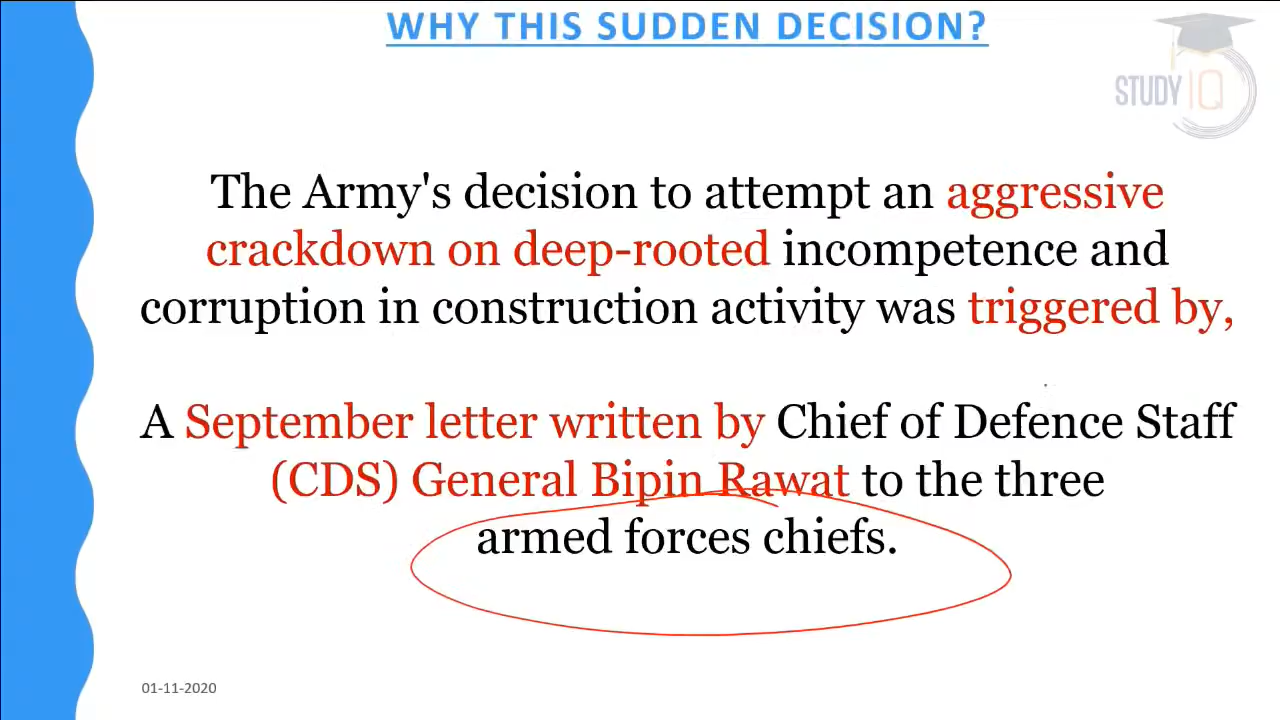 WHY THIS SUDDEN DECISION?
STUDY IQ
The Army's decision to attempt an aggressive
crackdown on deep-rooted incompetence and
corruption in construction activity was triggered by,
A September letter written by Chief of Defence Staff
(CDS) General Bipin Rawat to the three
armed forces chiefs.
01-11-2020